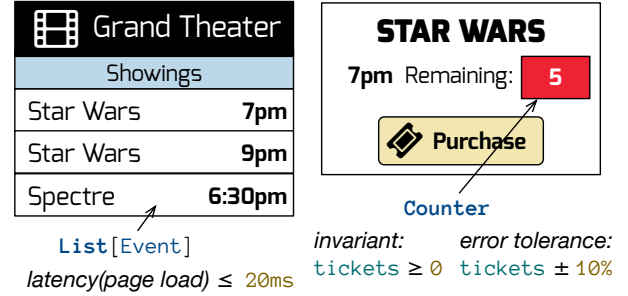 Grand Theater
Showings
Star Wars 7pm
Star Wars 9pm
Spectre 6:30pm
List[Event]
latency(page load) ≤ 20ms
STAR WARS
7pm Remaining: 5
Purchase
Counter
invariant: error tolerance:
tickets ≥ 0 tickets ± 10%